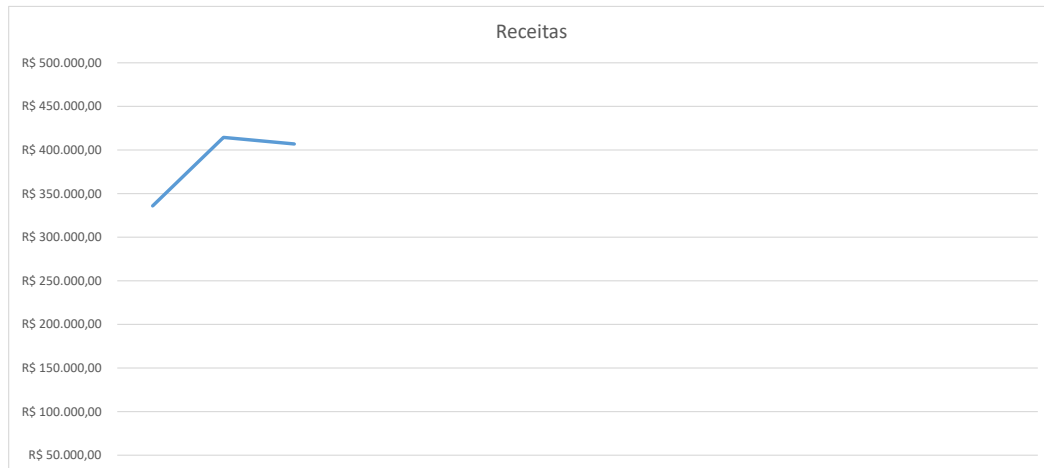 Receitas
R$ 500.000,00
R$ 450.000,00
R$ 400.000,00
R$ 350.000,00
R$ 300.000,00
R$ 250.000,00
R$ 200.000,00
R$ 150.000,00
R$ 100.000,00
R$ 50.000,00